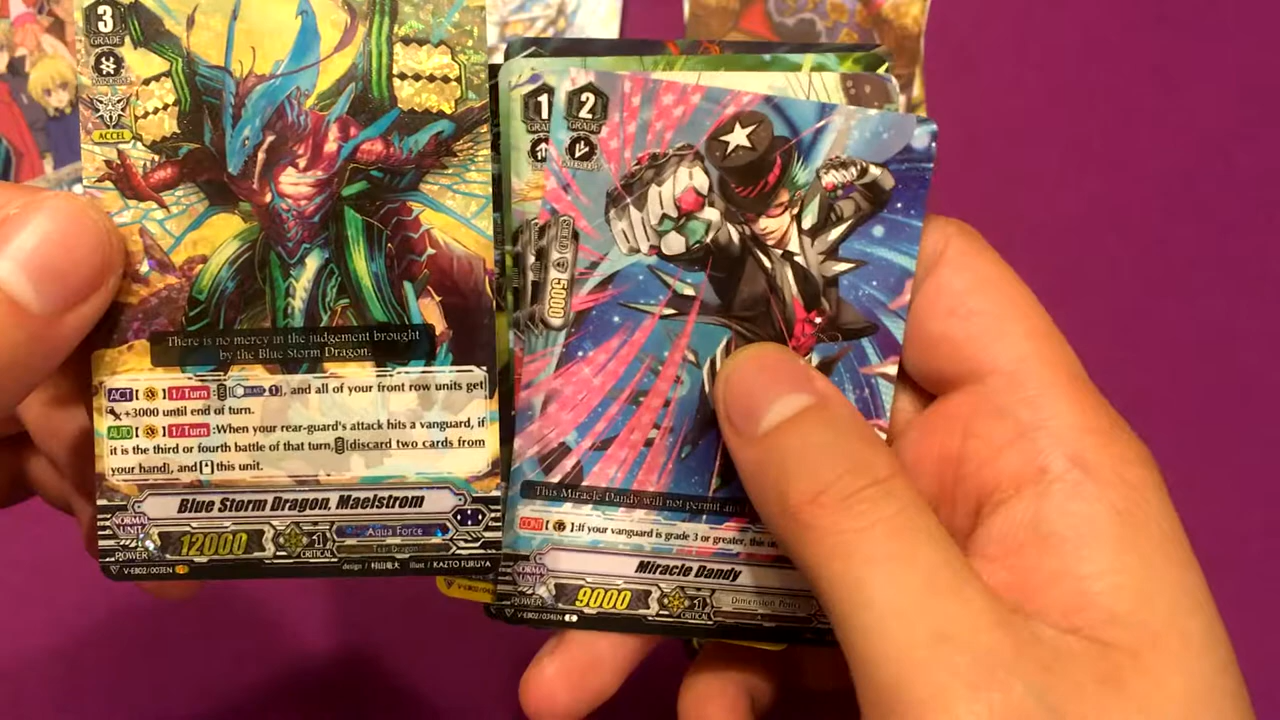 3
GRADE
ACCEL
There is no mercy in the judgement brought
by the Blue Storm Dragon.
ACT [ ] 1/Turn : [ BLAST 1], and all of your front row units get
+3000 until end of turn.
AUTO [ ] 1/Turn :When your rear-guard's attack hits a vanguard, if
it is the third or fourth battle of that turn, [discard two cards from
your hand], and this unit.
Blue Storm Dragon, Maelstrom
NORMAL
UNIT
Aqua Force
Tear Dragon
POWER
12000
1
CRITICAL
V-EB02/003EN
design / 村山竜大 illust / KAZTO FURUYA
1
2
GRADE
SHIELD
5000
This Miracle Dandy will not permit
CONT [ ]:If your vanguard is grade 3 or greater, this
Miracle Dandy
NORMAL
UNIT
POWER
9000
1
CRITICAL
Dimension Police
V-EB02/034EN C